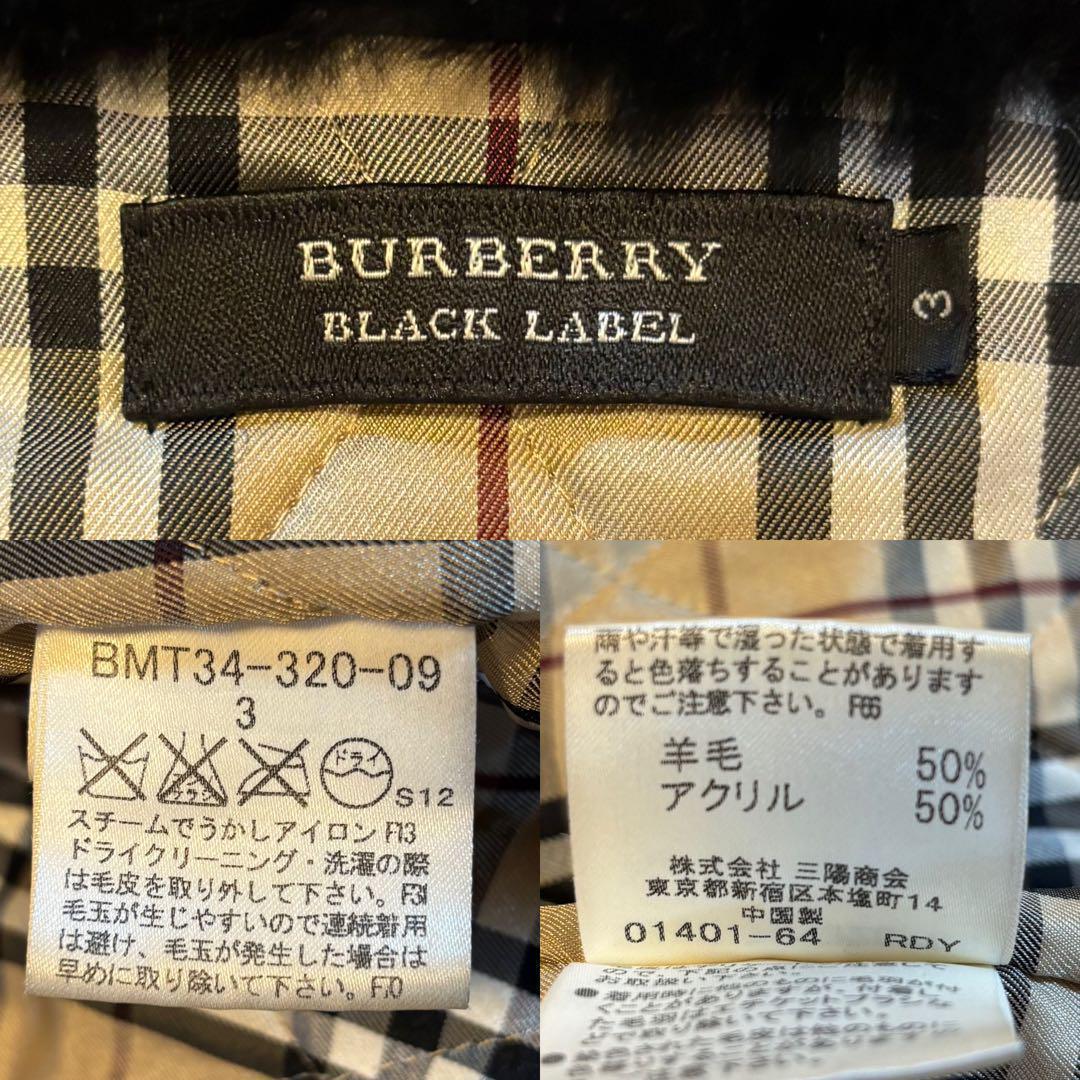 BURBERRY
BLACK LABEL
3
BMT34-320-09
3
エンソサラシ
ドライ
S12
スチームでうかしアイロン F13
ドライクリーニング・洗濯の際
は毛皮を取り外して下さい。F31
毛玉が生じやすいので連続着用
は避け、毛玉が発生した場合は
早めに取り除いて下さい。F70
雨や汗等で湿った状態で着用す
ると色落ちすることがあります
のでご注意下さい。F66
羊毛 50%
アクリル 50%
株式会社 三陽商会
東京都新宿区本塩町14
中国製
01401-64 RDY